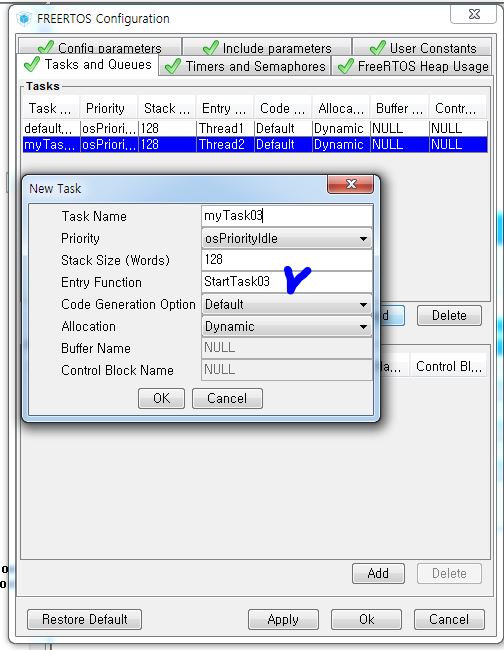 FREERTOS Configuration
Config parameters Include parameters User Constants
Tasks and Queues Timers and Semaphores FreeRTOS Heap Usage
Tasks
Task ... Priority Stack ... Entry ... Code ... Alloca... Buffer ... Contr...
default... osPriori... 128 Thread1 Default Dynamic NULL NULL
myTas... osPriori... 128 Thread2 Default Dynamic NULL NULL
New Task
Task Name myTask03
Priority osPriorityIdle
Stack Size (Words) 128
Entry Function StartTask03
Code Generation Option Default
Allocation Dynamic
Buffer Name NULL
Control Block Name NULL
OK Cancel
Delete
Control Bl...
Add Delete
Restore Default Apply Ok Cancel